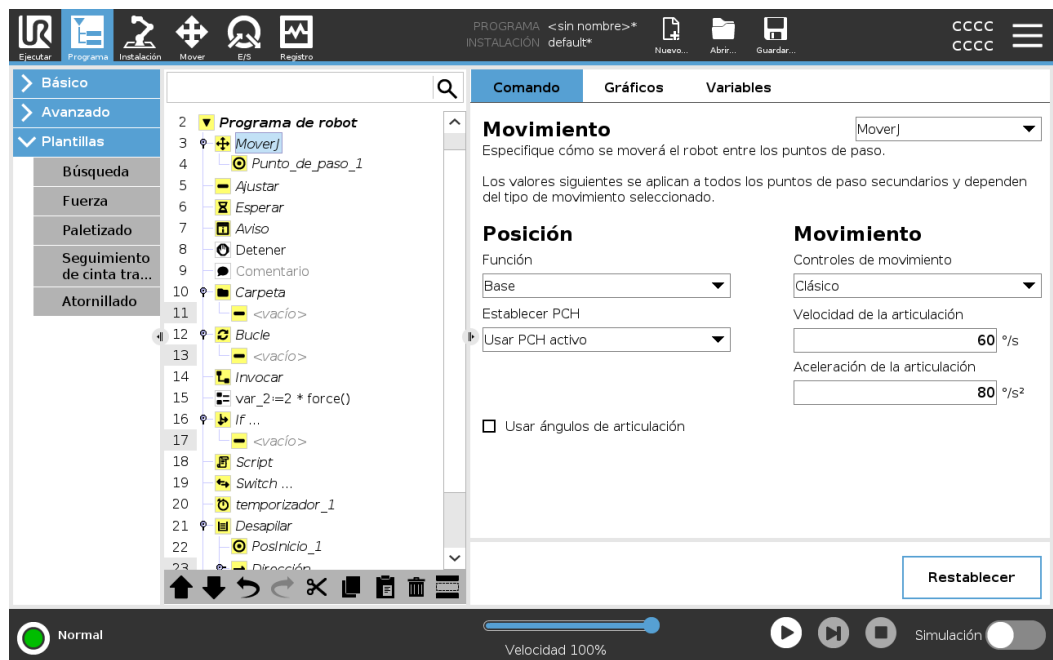 PROGRAMA <sin nombre>*
INSTALACIÓN default*
CCCC
CCCC
Ejecutar Programa Instalación Mover E/S Registro Nuevo... Abrir... Guardar...
Básico
Avanzado
Plantillas
Búsqueda
Fuerza
Paletizado
Seguimiento
de cinta tra...
Atornillado
2 Programa de robot
3 MoverJ
4 Punto_de_paso_1
5 Ajustar
6 Esperar
7 Aviso
8 Detener
9 Comentario
10 Carpeta
11 <vacío>
12 Bucle
13 <vacío>
14 Invocar
15 var_2:=2 * force()
16 If ...
17 <vacío>
18 Script
19 Switch ...
20 temporizador_1
21 Desapilar
22 PosInicio_1
23 Dirección
Comando Gráficos Variables
Movimiento MoverJ
Especifique cómo se moverá el robot entre los puntos de paso.
Los valores siguientes se aplican a todos los puntos de paso secundarios y dependen
del tipo de movimiento seleccionado.
Posición
Función
Base
Establecer PCH
Usar PCH activo
Usar ángulos de articulación
Movimiento
Controles de movimiento
Clásico
Velocidad de la articulación
60 °/s
Aceleración de la articulación
80 °/s²
Restablecer
Normal
Velocidad 100%
Simulación